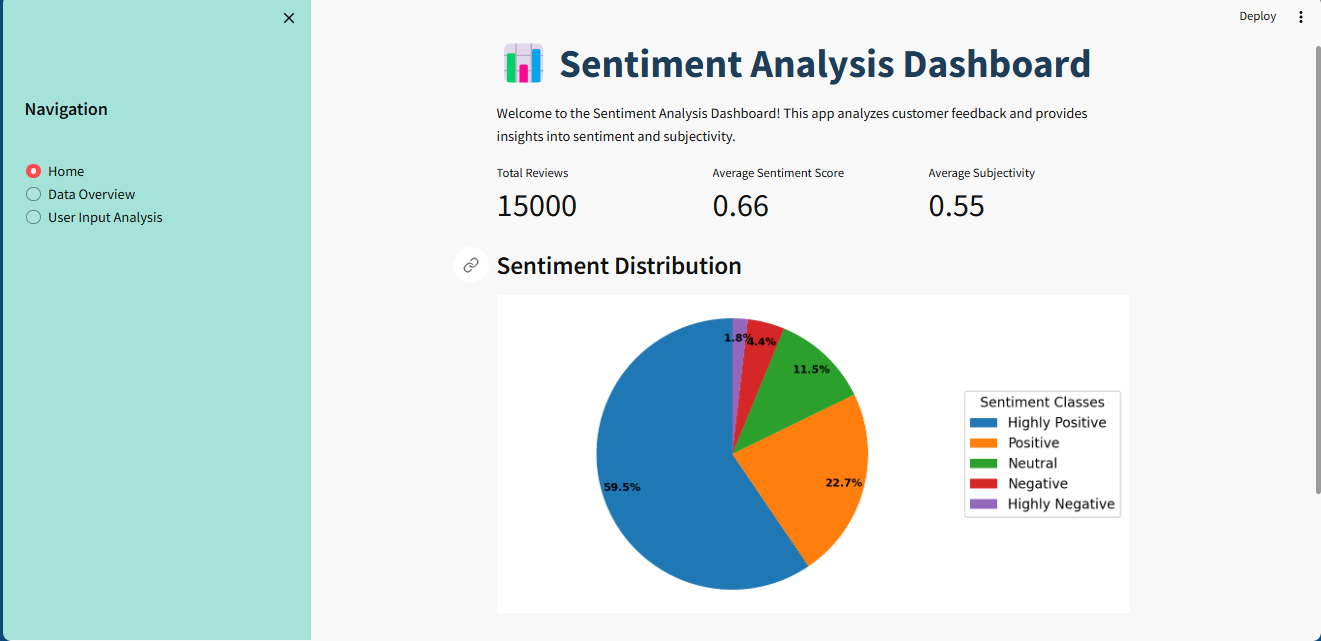 Deploy
Navigation
Home
Data Overview
User Input Analysis
Sentiment Analysis Dashboard
Welcome to the Sentiment Analysis Dashboard! This app analyzes customer feedback and provides
insights into sentiment and subjectivity.
Total Reviews
15000
Average Sentiment Score
0.66
Average Subjectivity
0.55
Sentiment Distribution
1.8%
4.4%
11.5%
22.7%
59.5%
Sentiment Classes
Highly Positive
Positive
Neutral
Negative
Highly Negative